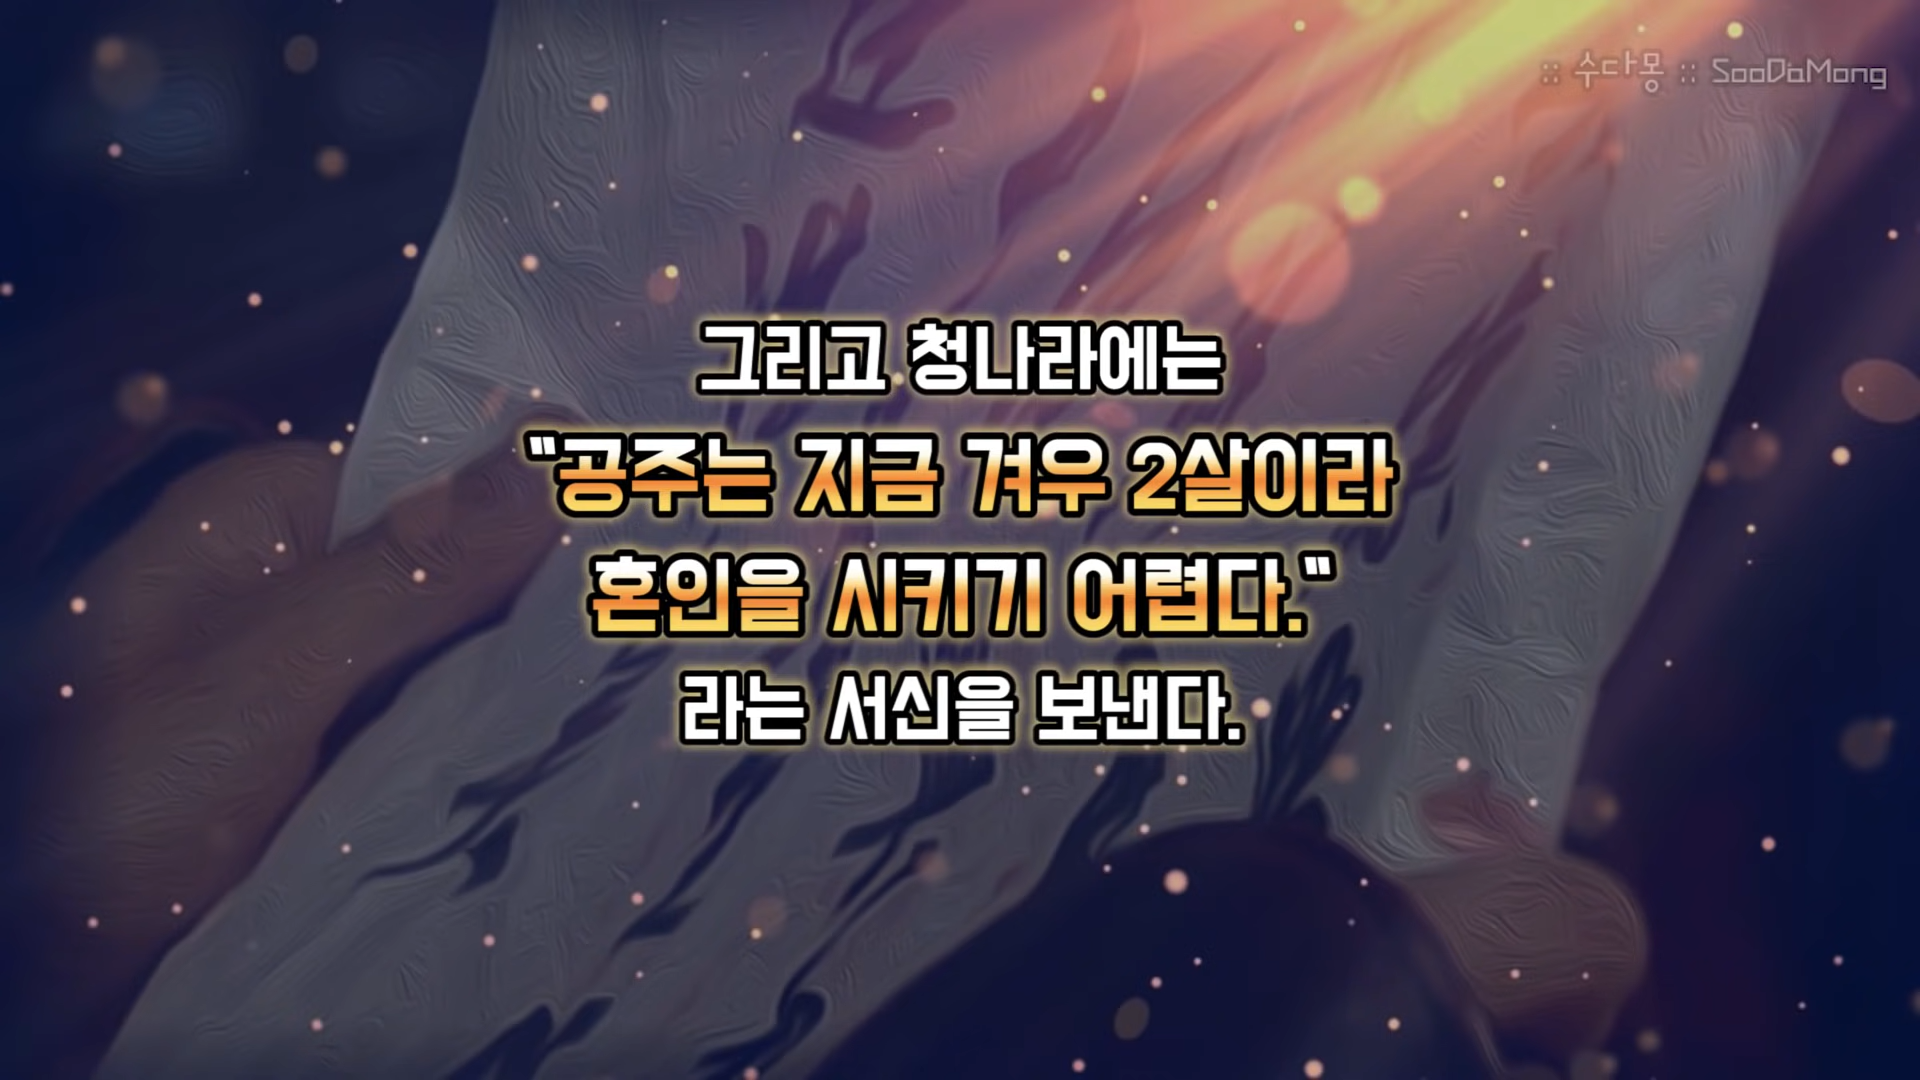 :: 수다몽 :: SooDaMong
그리고 청나라에는
"공주는 지금 겨우 2살이라
혼인을 시키기 어렵다."
라는 서신을 보낸다.